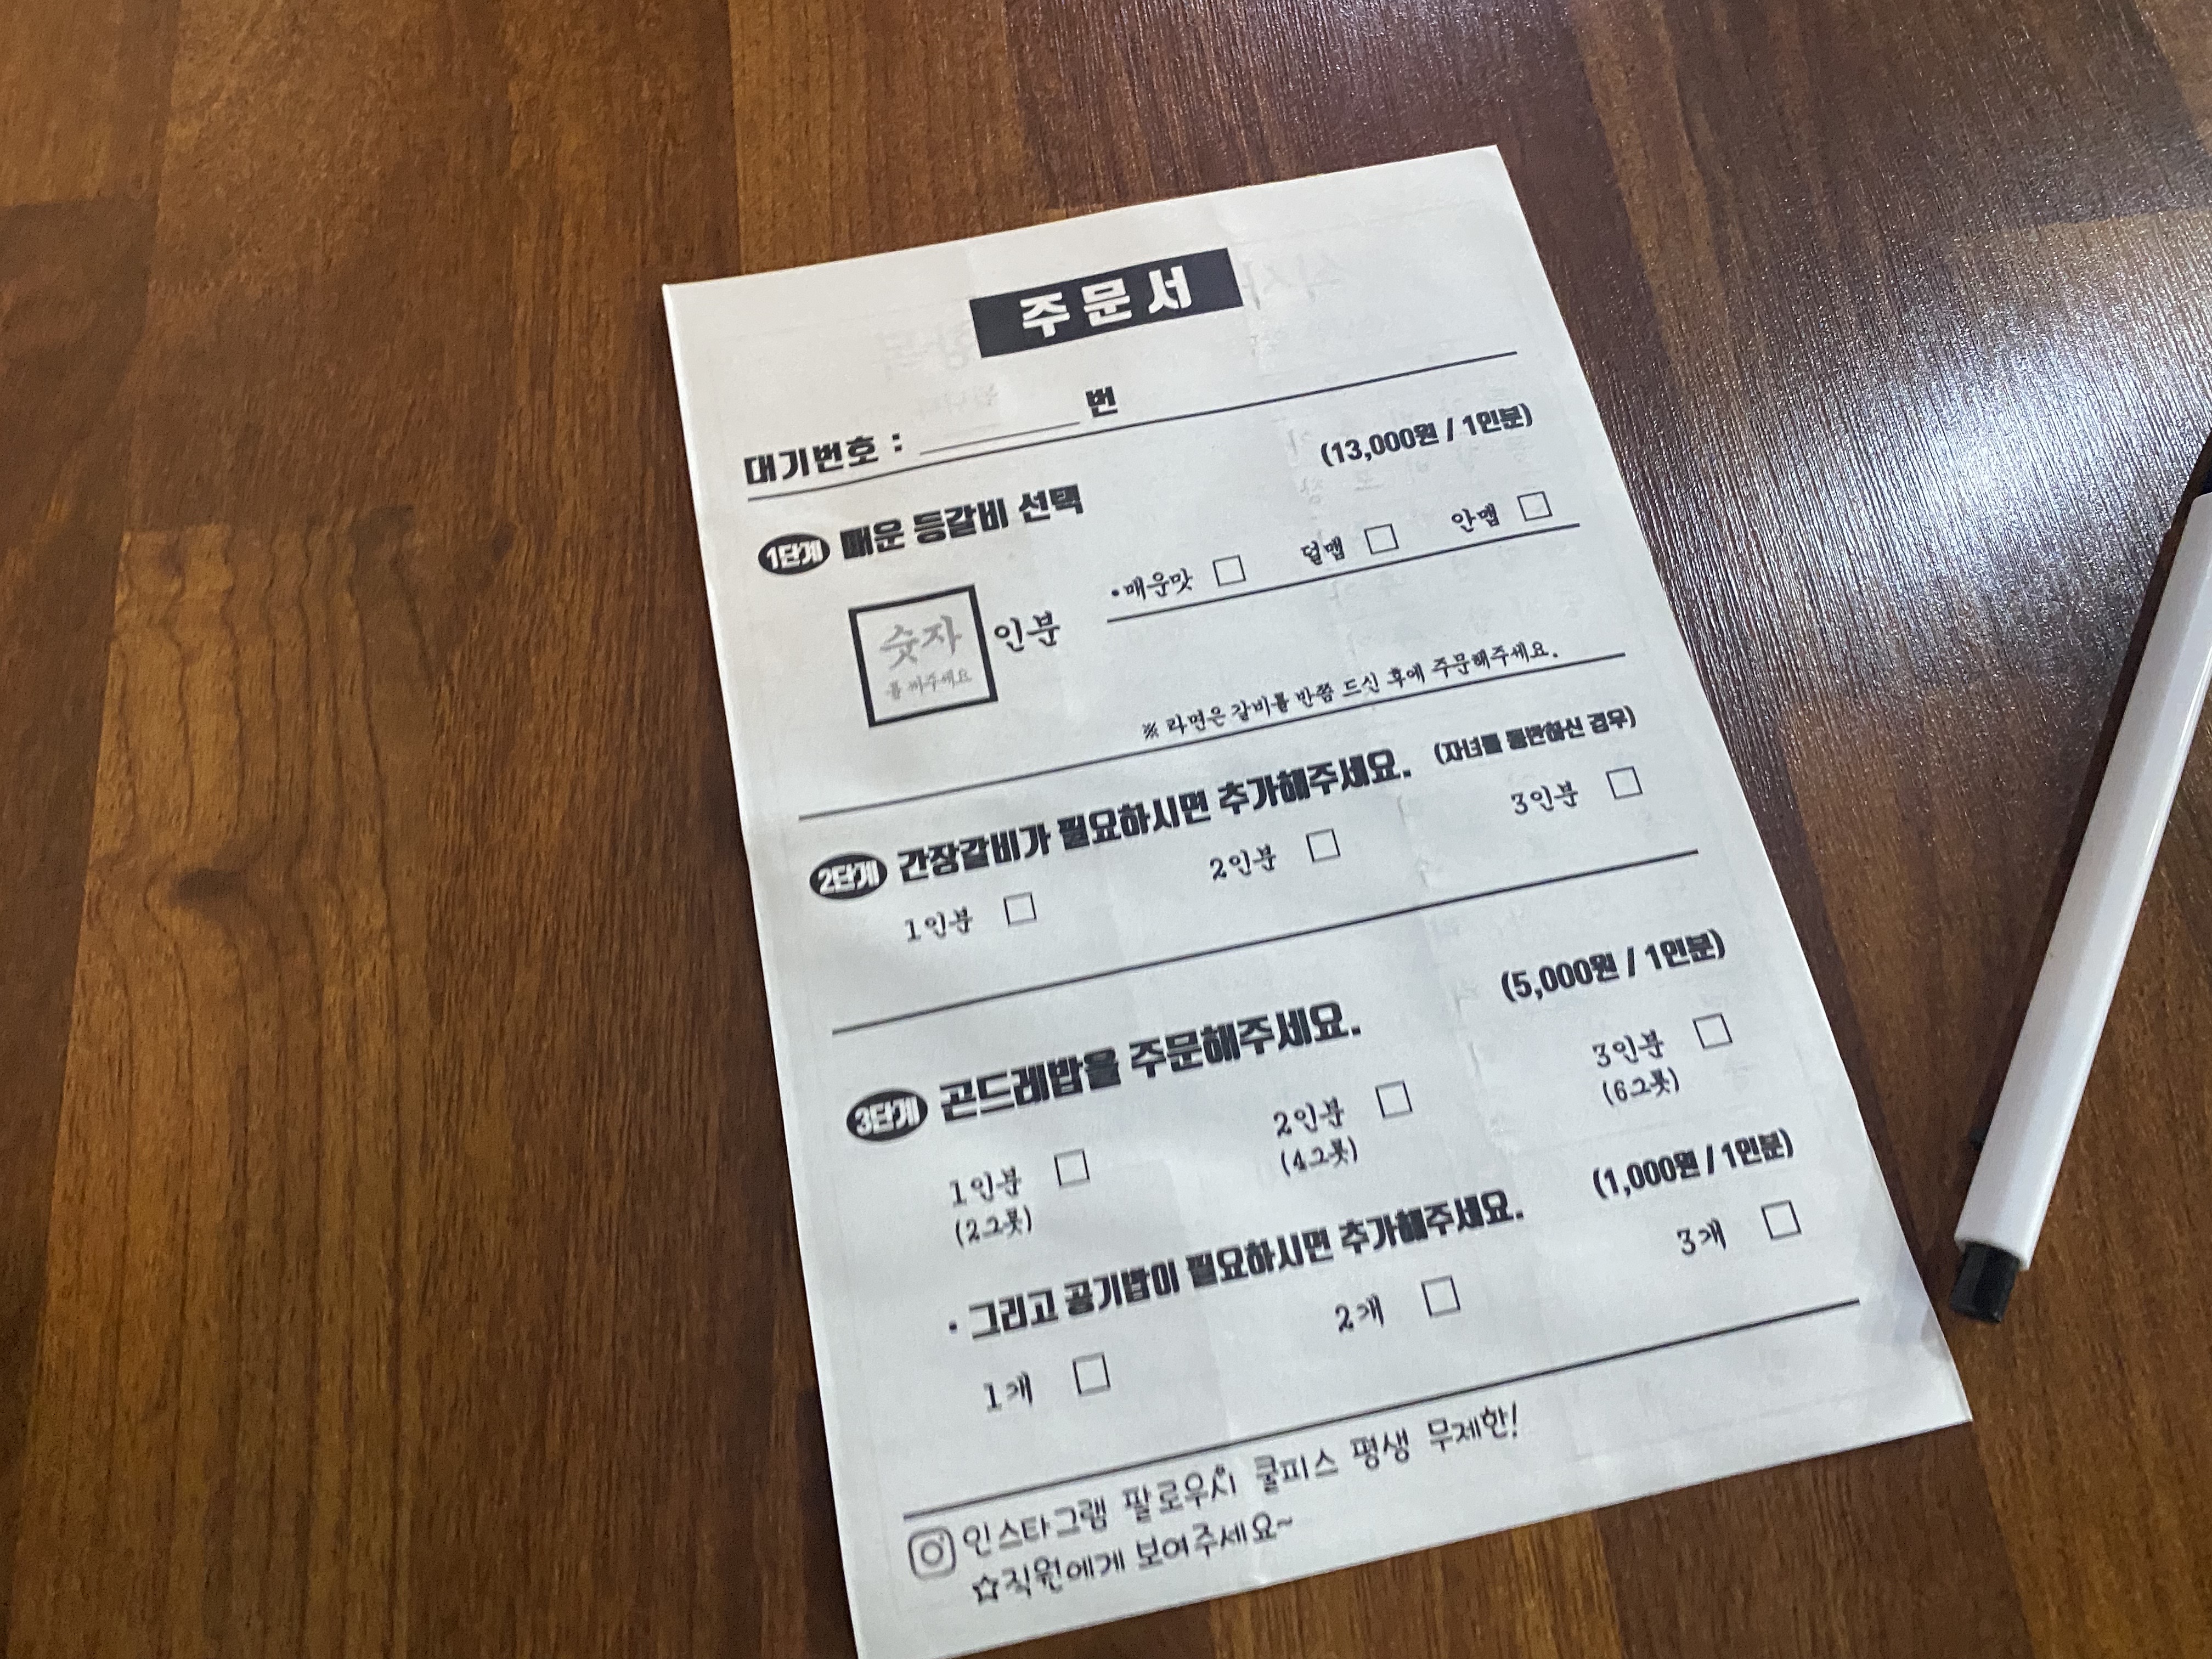 주문서
대기번호 : ________ 번
1단계 매운 등갈비 선택 (13,000원 / 1인분)
숫자 를 써주세요 인분 •매운맛 □ 덜맵 □ 안맵 □
※ 라면은 갈비를 반쯤 드신 후에 주문해주세요.
2단계 간장갈비가 필요하시면 추가해주세요. (자녀를 동반하신 경우)
1인분 □ 2인분 □ 3인분 □
3단계 곤드레밥을 주문해주세요. (5,000원 / 1인분)
1인분 □ 2인분 □ 3인분 □
(2그릇) (4그릇) (6그릇)
• 그리고 공기밥이 필요하시면 추가해주세요. (1,000원 / 1인분)
1개 □ 2개 □ 3개 □
인스타그램 팔로우시 쿨피스 평생 무제한!
☆직원에게 보여주세요~